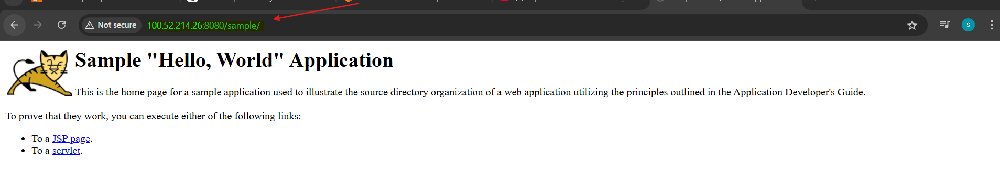 Not secure 100.52.214.26:8080/sample/ S
Sample "Hello, World" Application
This is the home page for a sample application used to illustrate the source directory organization of a web application utilizing the principles outlined in the Application Developer's Guide.
To prove that they work, you can execute either of the following links:
• To a JSP page.
• To a servlet.